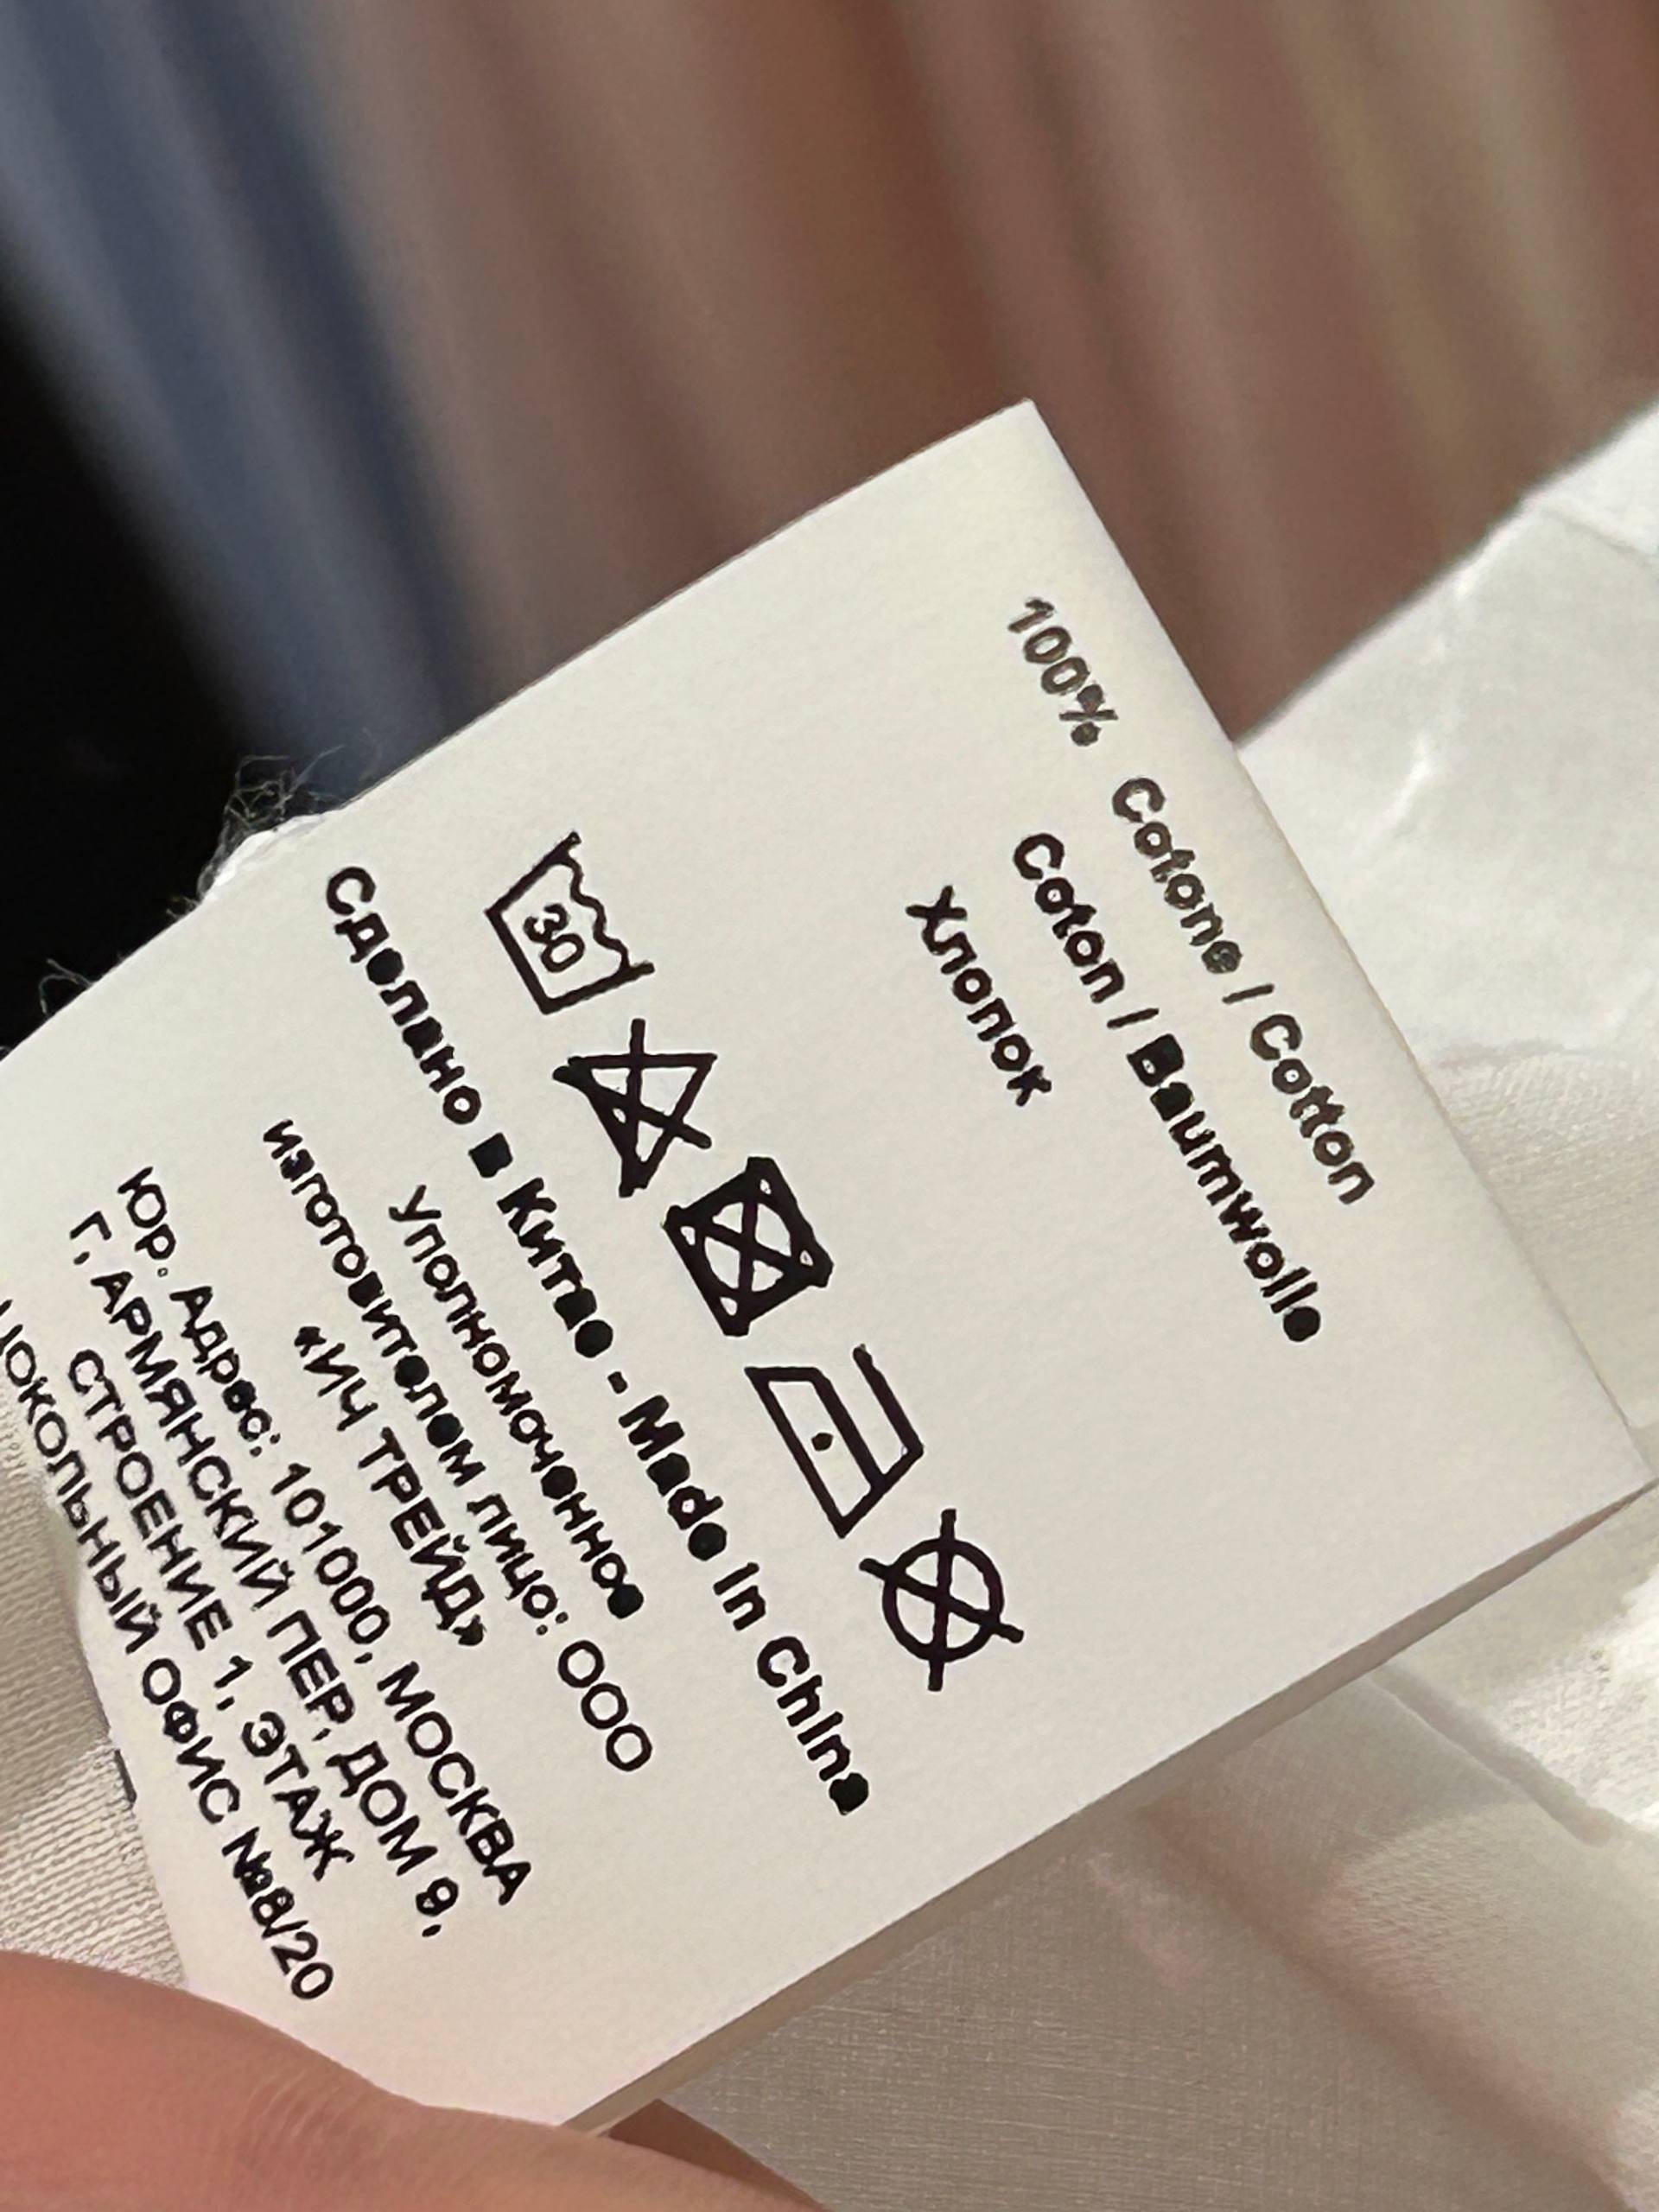 100% Cotone / Cotton
Coton / Baumwolle
Хлопок
30
Сделано в Китае - Made in China
Уполномоченное
изготовителем лицо: ООО
«ИЧ ТРЕЙД»
Юр. Адрес: 101000, МОСКВА
Г, АРМЯНСКИЙ ПЕР, ДОМ 9,
СТРОЕНИЕ 1, ЭТАЖ
ЦОКОЛЬНЫЙ ОФИС №8/20